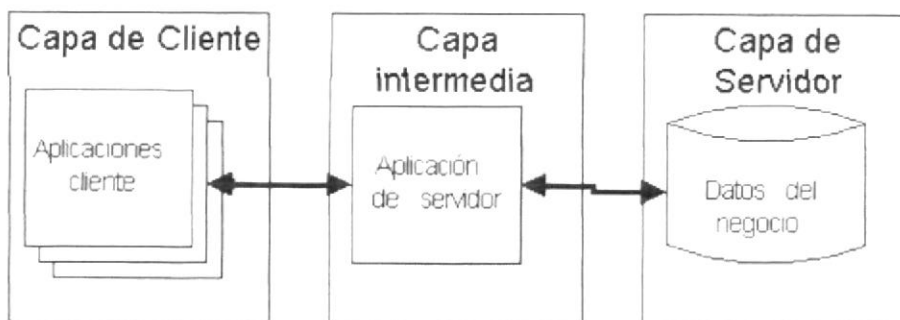 Capa de Cliente
Aplicaciones
cliente
Capa
intermedia
Aplicación
de servidor
Capa de
Servidor
Datos del
negocio